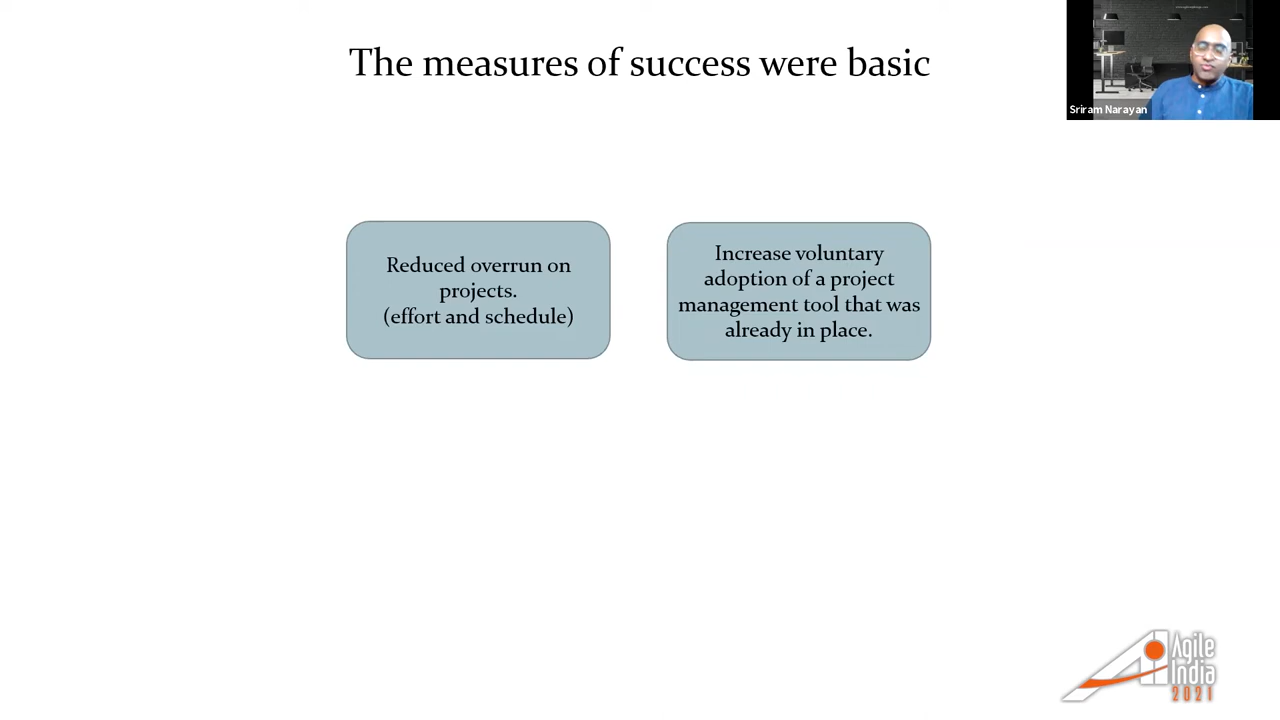 The measures of success were basic
Sriram Narayan
Reduced overrun on
projects.
(effort and schedule)
Increase voluntary
adoption of a project
management tool that was
already in place.
Agile
India
2021